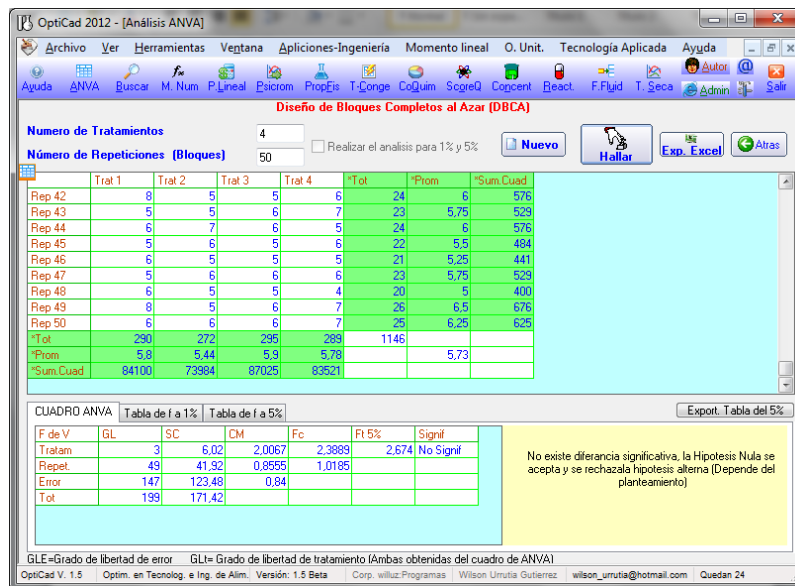 OptiCad 2012 - [Análisis ANVA]
Archivo Ver Herramientas Ventana Apliciones-Ingeniería Momento lineal O. Unit. Tecnología Aplicada Ayuda
Ayuda ANVA Buscar M. Num P.Lineal Psicrom PropFis T-Conge CoQuim ScoreQ Concent React. F.Fluid T. Seca Autor Admin Salir
Diseño de Bloques Completos al Azar (DBCA)
Numero de Tratamientos 4
Número de Repeticiones (Bloques) 50
Realizar el analisis para 1% y 5%
Nuevo Hallar Exp. Excel Atras
Trat 1 Trat 2 Trat 3 Trat 4 *Tot *Prom *Sum.Cuad
Rep 42 8 5 5 6 24 6 576
Rep 43 5 5 6 7 23 5,75 529
Rep 44 6 7 6 5 24 6 576
Rep 45 5 6 5 6 22 5,5 484
Rep 46 6 5 5 5 21 5,25 441
Rep 47 5 6 6 6 23 5,75 529
Rep 48 6 5 5 4 20 5 400
Rep 49 8 5 6 7 26 6,5 676
Rep 50 6 6 6 7 25 6,25 625
*Tot 290 272 295 289 1146
*Prom 5,8 5,44 5,9 5,78 5,73
*Sum.Cuad 84100 73984 87025 83521
CUADRO ANVA Tabla de f a 1% Tabla de f a 5% Export. Tabla del 5%
F de V GL SC CM Fc Ft 5% Signif
Tratam 3 6,02 2,0067 2,3889 2,674 No Signif
Repet. 49 41,92 0,8555 1,0185
Error 147 123,48 0,84
Tot 199 171,42
No existe diferancia significativa, la Hipotesis Nula se
acepta y se rechazala hipotesis alterna (Depende del
planteamiento)
GLE=Grado de libertad de error GLt= Grado de libertad de tratamiento (Ambas obtenidas del cuadro de ANVA)
OptiCad V. 1.5 Optim. en Tecnolog. e Ing. de Alim. Versión: 1.5 Beta Corp. willuz:Programas Wilson Urrutia Gutierrez wilson_urrutia@hotmail.com Quedan 24